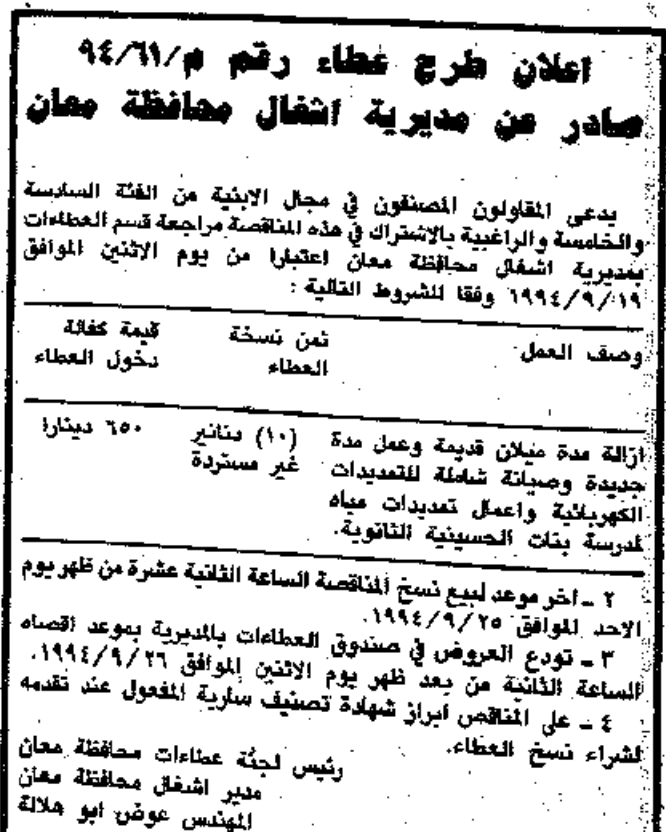 اعلان طرح عطاء رقم م/٩٤/٦١
صادر عن مديرية اشغال محافظة معان
يدعى المقاولون المصنفون في مجال الابنية من الفئة السادسة
والخامسة والراغبية بالاشتراك في هذه المناقصة مراجعة قسم العطاءات
بمديرية اشغال محافظة معان اعتبارا من يوم الاثنين الموافق
١٩٩٤/٩/١٩ وفقا للشروط التالية :
وصف العمل ثمن نسخة قيمة كفالة
العطاء دخول العطاء
ازالة مدة ميلان قديمة وعمل مدة (١٠) دنانير ٦٥٠ دينارا
جديدة وصيانة شاملة للتمديدات غير مستردة
الكهربائية واعمال تمديدات مياه
لمدرسة بنات الحسينية الثانوية.
٢ ـ اخر موعد لبيع نسخ المناقصة الساعة الثانية عشرة من ظهر يوم
الاحد الموافق ١٩٩٤/٩/٢٥.
٣ ـ تودع العروض في صندوق العطاءات بالمديرية بموعد اقصاه
الساعة الثانية من بعد ظهر يوم الاثنين الموافق ١٩٩٤/٩/٢٦.
٤ ـ على المناقص ابراز شهادة تصنيف سارية المفعول عند تقدمه
لشراء نسخ العطاء.
رئيس لجنة عطاءات محافظة معان
مدير اشغال محافظة معان
المهندس عوض ابو هلالة